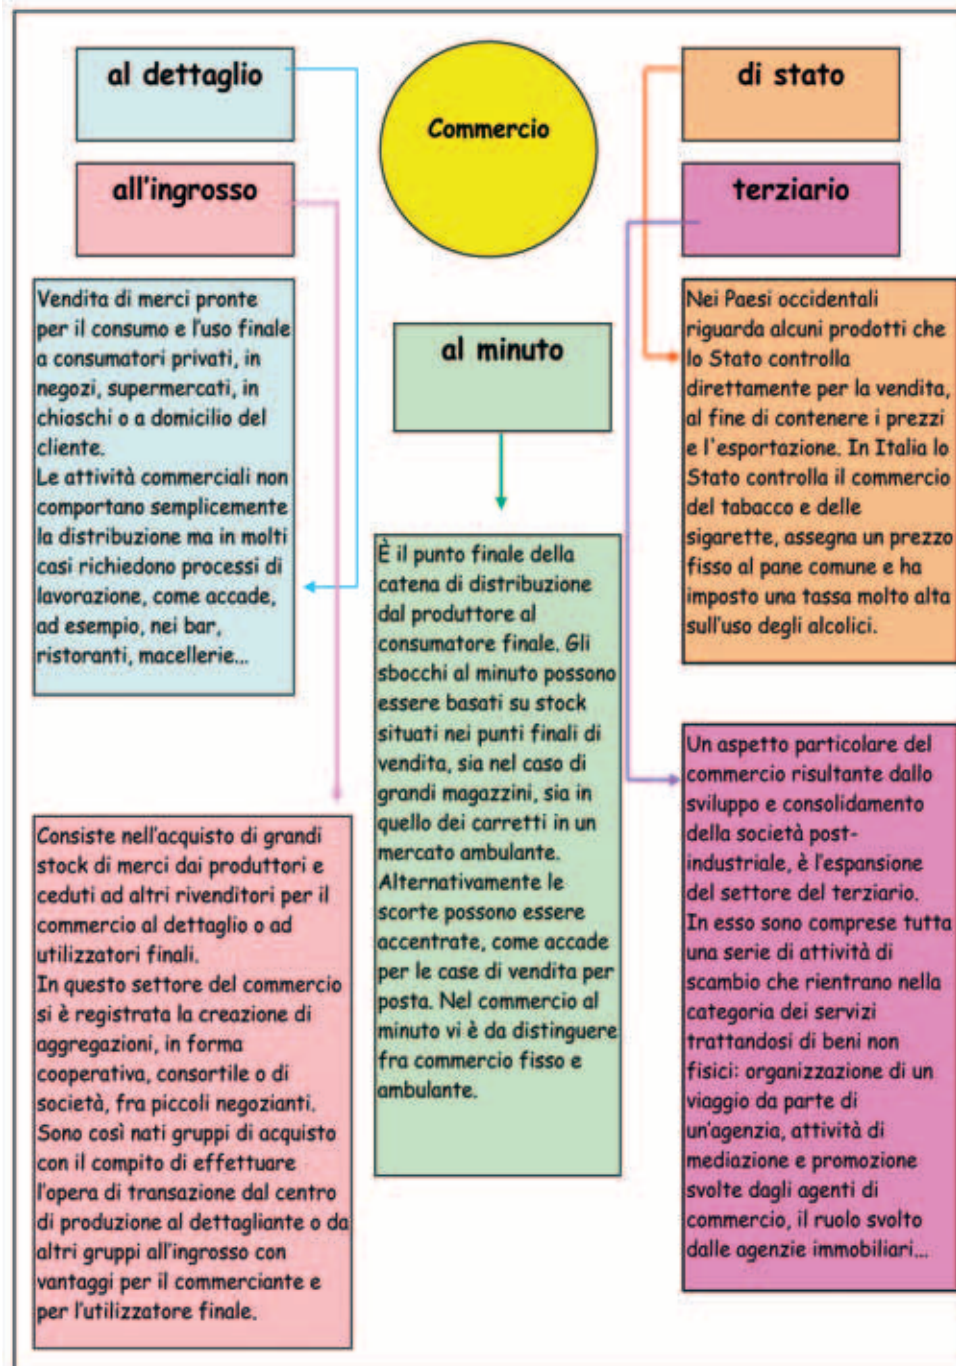 al dettaglio
all'ingrosso
Commercio
di stato
terziario
Vendita di merci pronte
per il consumo e l'uso finale
a consumatori privati, in
negozi, supermercati, in
chioschi o a domicilio del
cliente.
Le attività commerciali non
comportano semplicemente
la distribuzione ma in molti
casi richiedono processi di
lavorazione, come accade,
ad esempio, nei bar,
ristoranti, macellerie...
Consiste nell'acquisto di grandi
stock di merci dai produttori e
ceduti ad altri rivenditori per il
commercio al dettaglio o ad
utilizzatori finali.
In questo settore del commercio
si è registrata la creazione di
aggregazioni, in forma
cooperativa, consortile o di
società, fra piccoli negozianti.
Sono così nati gruppi di acquisto
con il compito di effettuare
l'opera di transazione dal centro
di produzione al dettagliante o da
altri gruppi all'ingrosso con
vantaggi per il commerciante e
per l'utilizzatore finale.
al minuto
È il punto finale della
catena di distribuzione
dal produttore al
consumatore finale. Gli
sbocchi al minuto possono
essere basati su stock
situati nei punti finali di
vendita, sia nel caso di
grandi magazzini, sia in
quello dei carretti in un
mercato ambulante.
Alternativamente le
scorte possono essere
accentrate, come accade
per le case di vendita per
posta. Nel commercio al
minuto vi è da distinguere
fra commercio fisso e
ambulante.
Nei Paesi occidentali
riguarda alcuni prodotti che
lo Stato controlla
direttamente per la vendita,
al fine di contenere i prezzi
e l'esportazione. In Italia lo
Stato controlla il commercio
del tabacco e delle
sigarette, assegna un prezzo
fisso al pane comune e ha
imposto una tassa molto alta
sull'uso degli alcolici.
Un aspetto particolare del
commercio risultante dallo
sviluppo e consolidamento
della società post-
industriale, è l'espansione
del settore del terziario.
In esso sono comprese tutta
una serie di attività di
scambio che rientrano nella
categoria dei servizi
trattandosi di beni non
fisici: organizzazione di un
viaggio da parte di
un'agenzia, attività di
mediazione e promozione
svolte dagli agenti di
commercio, il ruolo svolto
dalle agenzie immobiliari...